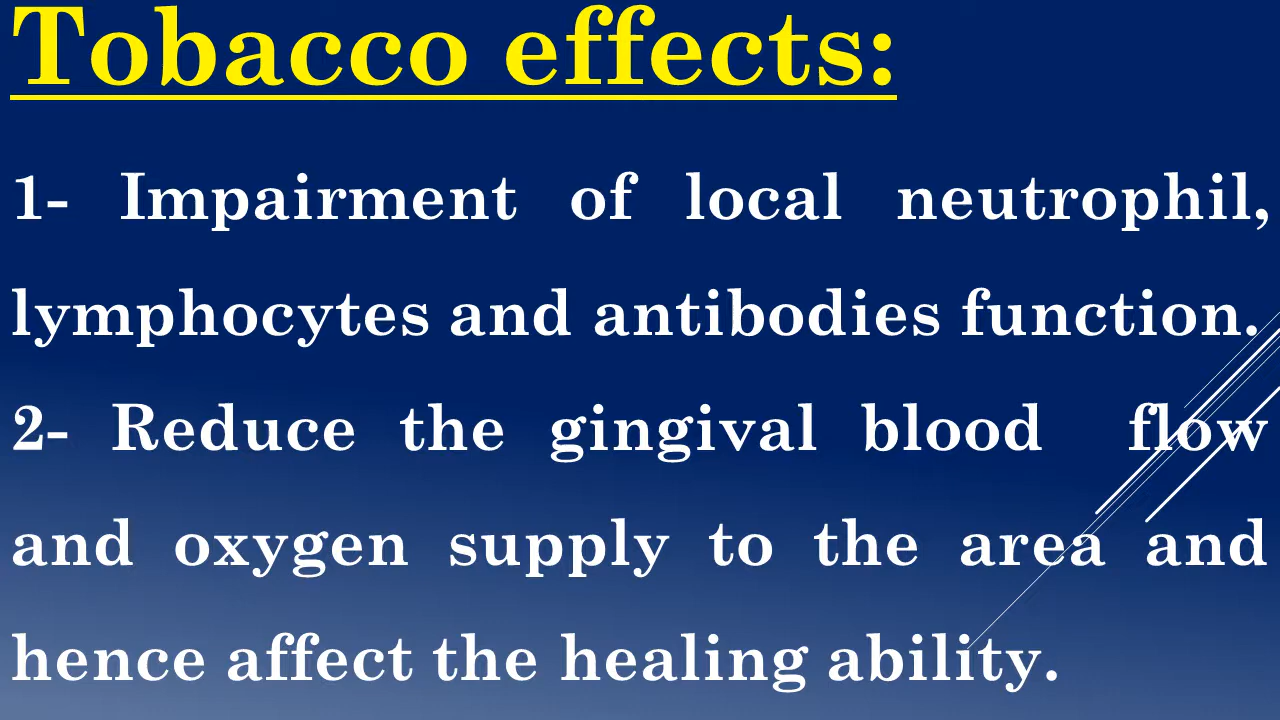 Tobacco effects:
1- Impairment of local neutrophil,
lymphocytes and antibodies function.
2- Reduce the gingival blood flow
and oxygen supply to the area and
hence affect the healing ability.